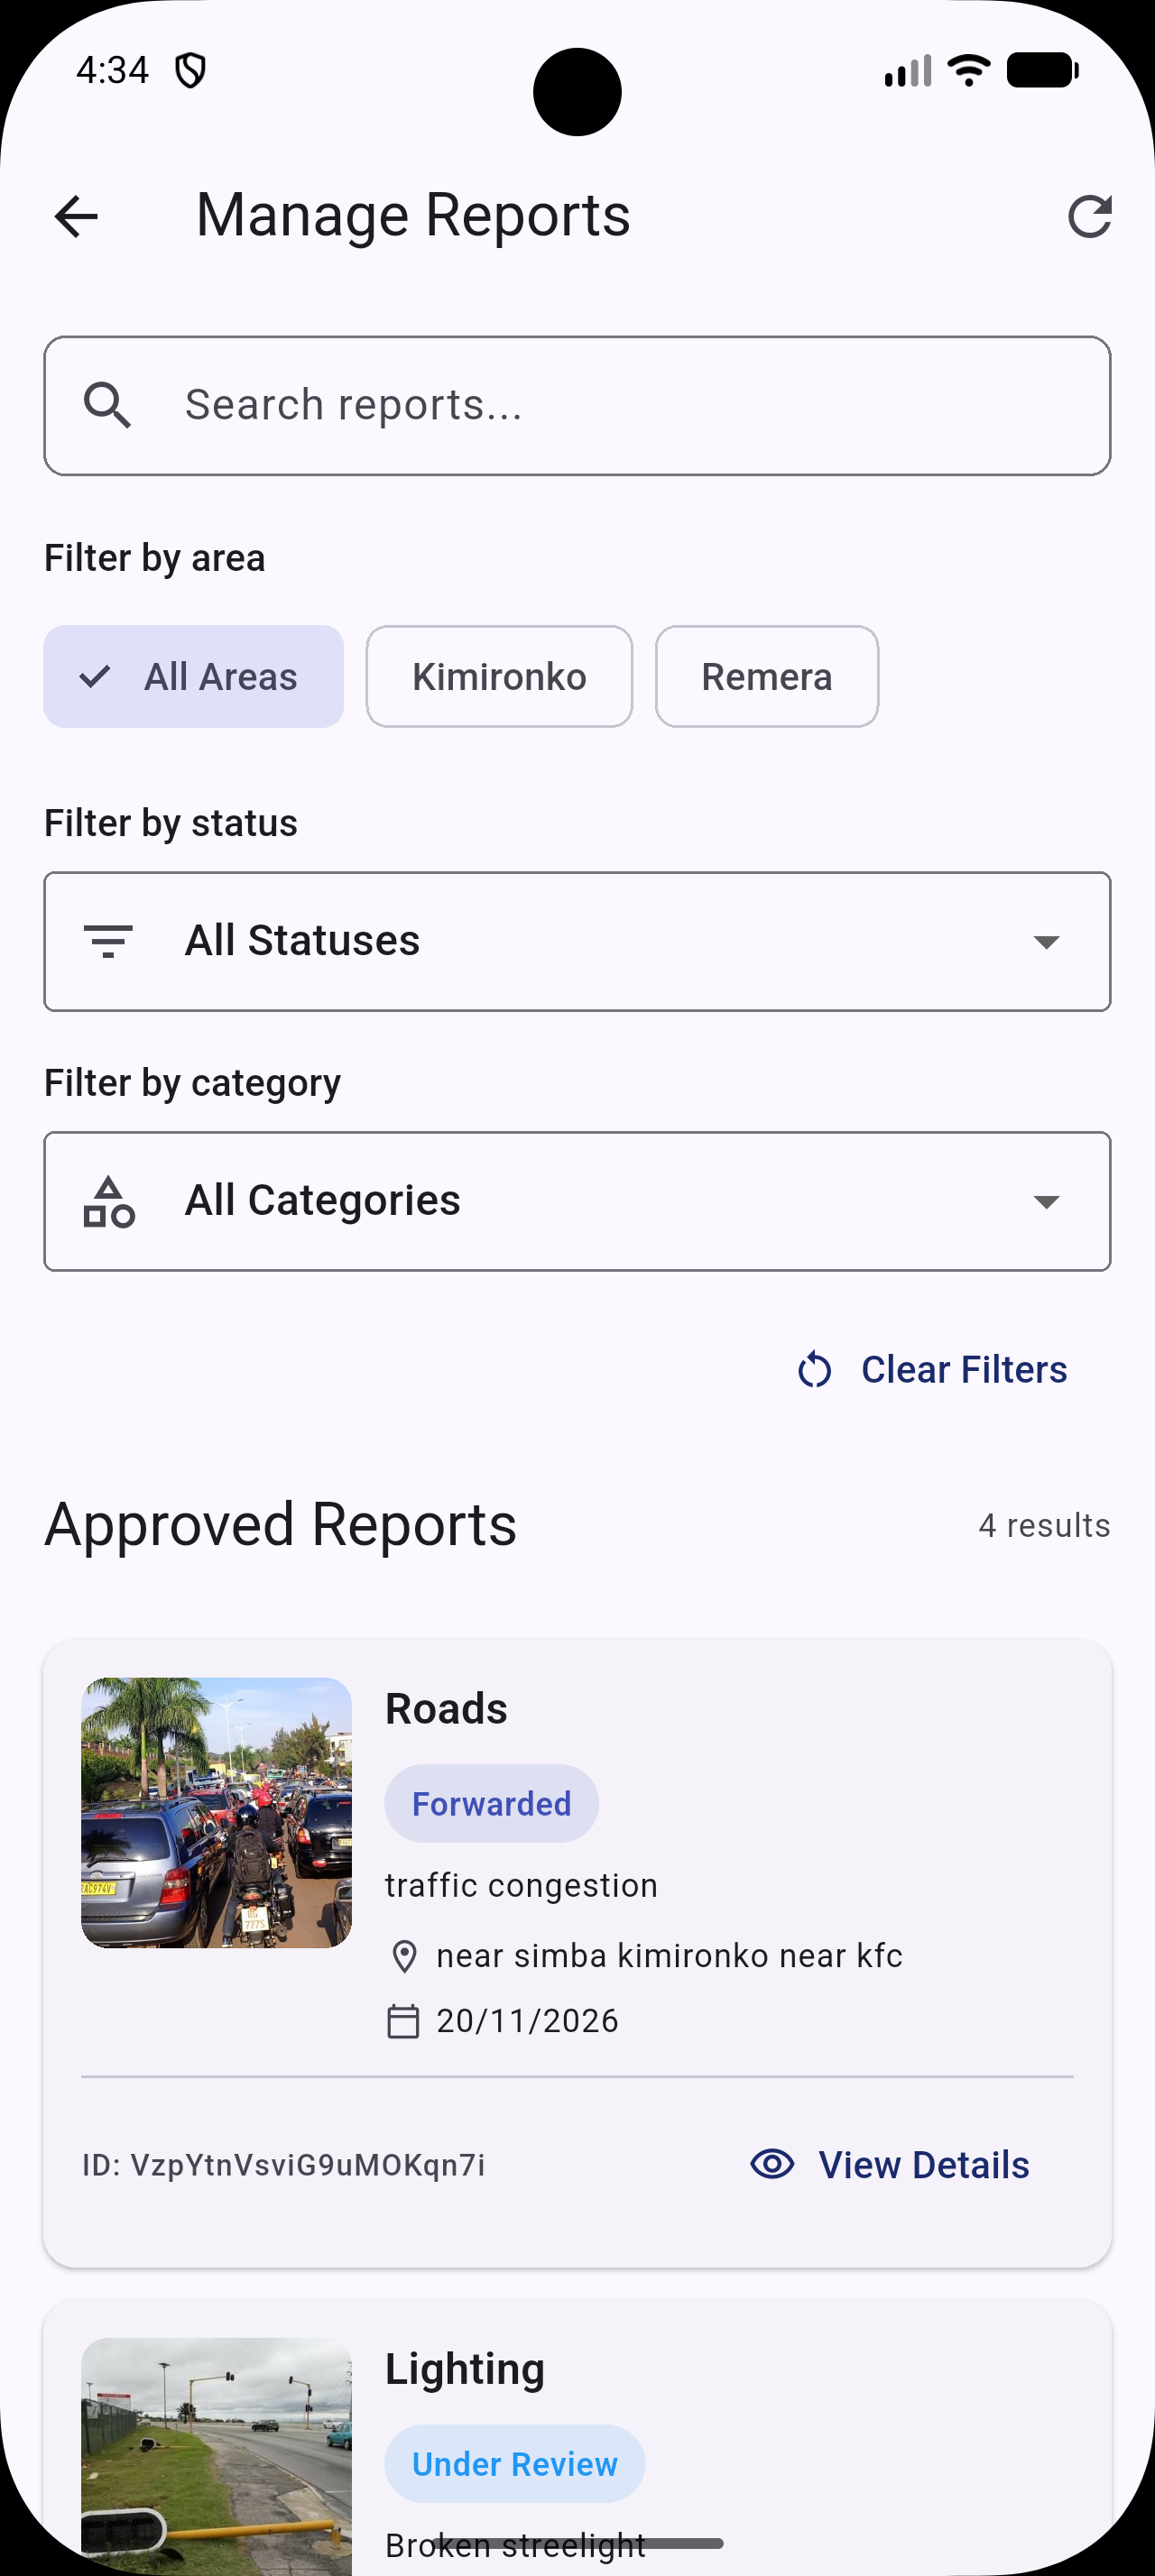 4:34
Manage Reports
Search reports...
Filter by area
All Areas
Kimironko
Remera
Filter by status
All Statuses
Filter by category
All Categories
Clear Filters
Approved Reports
4 results
Roads
Forwarded
traffic congestion
near simba kimironko near kfc
20/11/2026
ID: VzpYtnVsviG9uMOKqn7i
View Details
Lighting
Under Review
Broken streelight